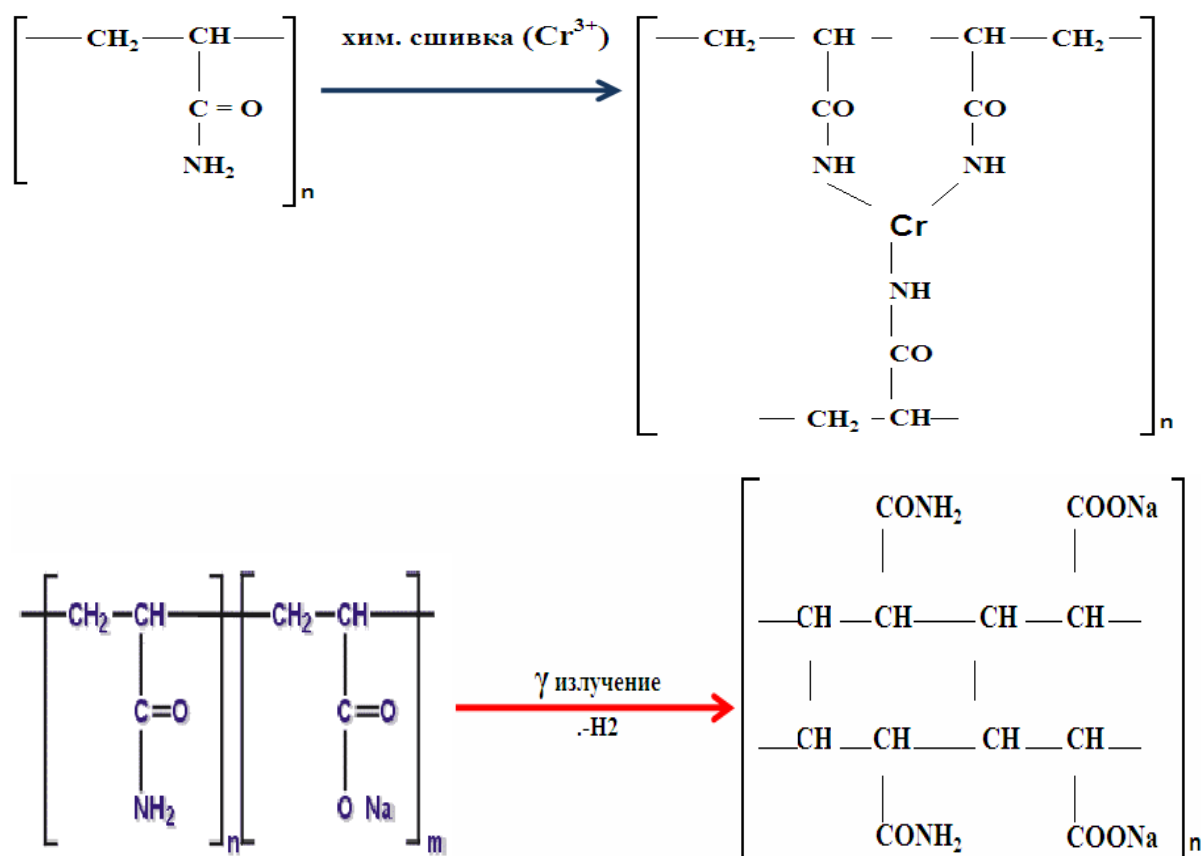 — CH₂ — CH —
C = O
NH₂
n
хим. сшивка (Cr³⁺)
— CH₂ — CH — — CH — CH₂ —
CO CO
NH NH
Cr
NH
CO
— CH₂ – CH —
n
CH₂ CH
C=O
NH₂
n
CH₂ CH
C=O
O Na
m
γ излучение
.-H2
CONH₂ COONa
— CH — CH — CH — CH —
— CH — CH — CH — CH —
CONH₂ COONa
n